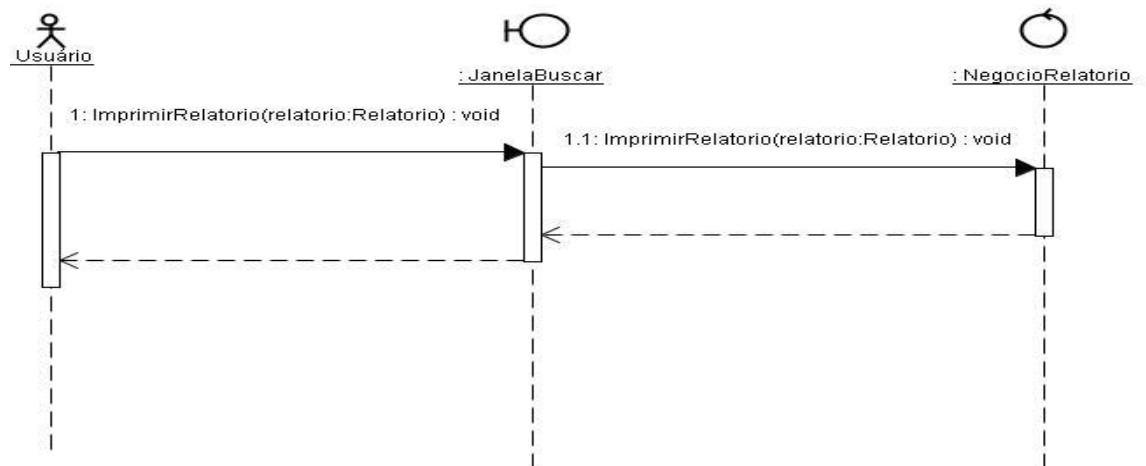 Usuário
: JanelaBuscar
: NegocioRelatorio
1: ImprimirRelatorio(relatorio:Relatorio) : void
1.1: ImprimirRelatorio(relatorio:Relatorio) : void